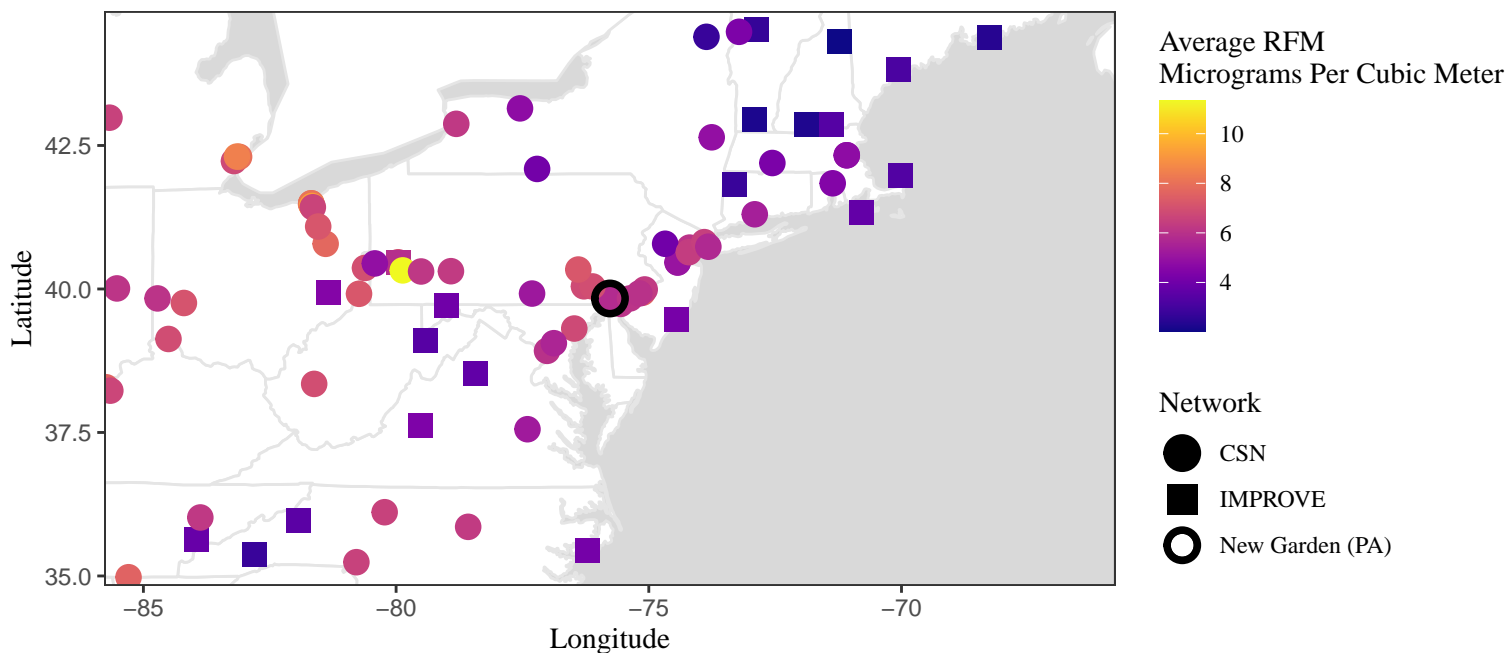 Average RFM
Micrograms Per Cubic Meter
10
8
6
4
Network
CSN
IMPROVE
New Garden (PA)
Latitude
42.5
40.0
37.5
35.0
−85
−80
−75
−70
Longitude